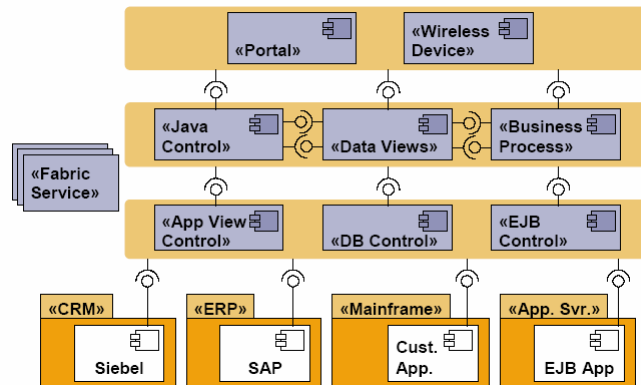 «Portal»
«Wireless
Device»
«Java
Control»
«Data Views»
«Business
Process»
«Fabric
Service»
«App View
Control»
«DB Control»
«EJB
Control»
«CRM»
«ERP»
«Mainframe»
«App. Svr.»
Siebel
SAP
Cust.
App.
EJB App